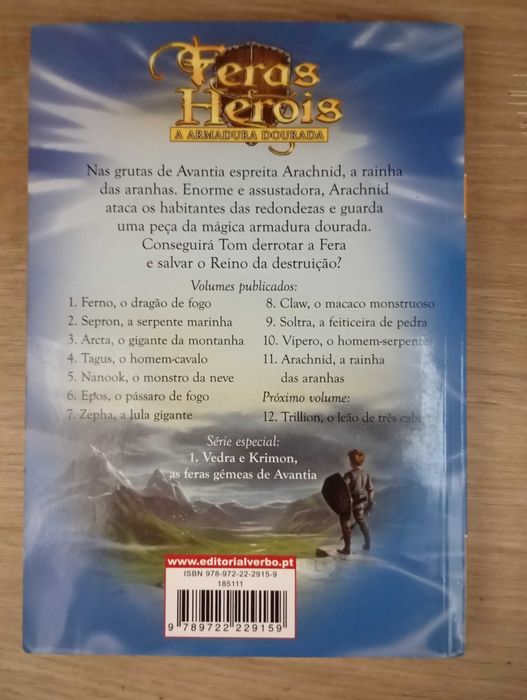 Feras
& Heróis
A ARMADURA DOURADA
Nas grutas de Avantia espreita Arachnid, a rainha
das aranhas. Enorme e assustadora, Arachnid
ataca os habitantes das redondezas e guarda
uma peça da mágica armadura dourada.
Conseguirá Tom derrotar a Fera
e salvar o Reino da destruição?
Volumes publicados:
1. Ferno, o dragão de fogo
2. Sepron, a serpente marinha
3. Arcta, o gigante da montanha
4. Tagus, o homem-cavalo
5. Nanook, o monstro da neve
6. Epos, o pássaro de fogo
7. Zepha, a lula gigante
8. Claw, o macaco monstruoso
9. Soltra, a feiticeira de pedra
10. Vipero, o homem-serpente
11. Arachnid, a rainha
das aranhas
Próximo volume:
12. Trillion, o leão de três
Série especial:
1. Vedra e Krimon,
as feras gémeas de Avantia
www.editorialverbo.pt
ISBN 978-972-22-2915-9
185111
9 789722 229159